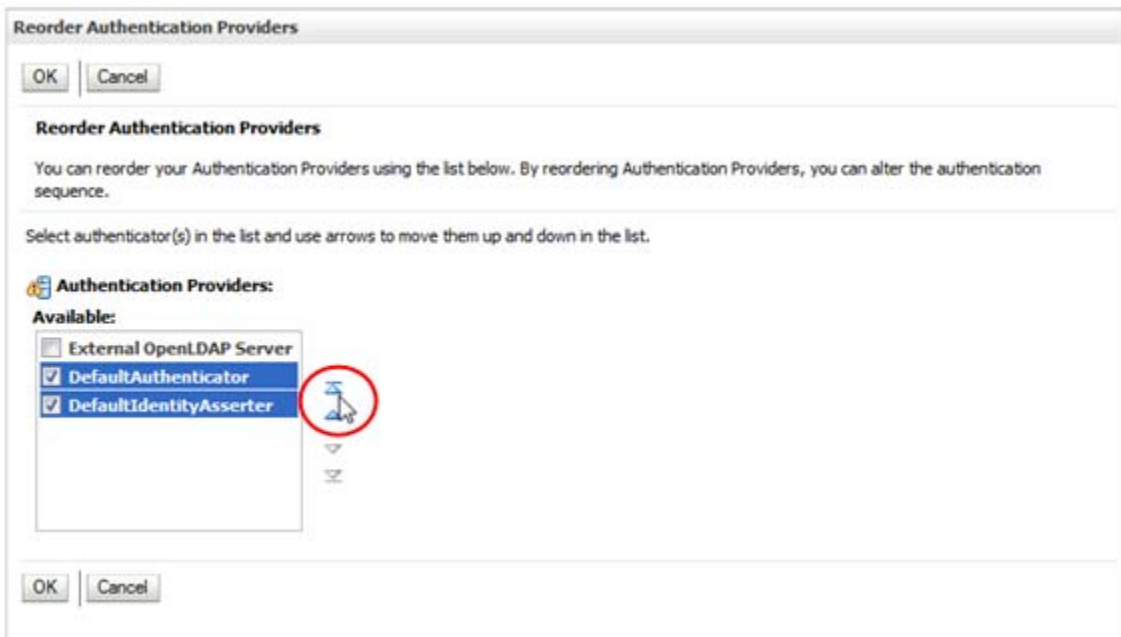 Reorder Authentication Providers
OK Cancel
Reorder Authentication Providers
You can reorder your Authentication Providers using the list below. By reordering Authentication Providers, you can alter the authentication
sequence.
Select authenticator(s) in the list and use arrows to move them up and down in the list.
Authentication Providers:
Available:
External OpenLDAP Server
DefaultAuthenticator
DefaultIdentityAsserter
OK Cancel